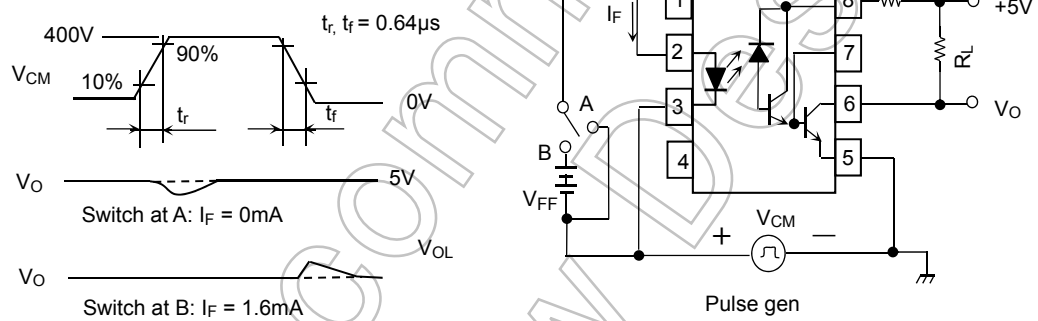 tr, tf = 0.64μs
400V
90%
VCM
10%
0V
tr
tf
VO
5V
Switch at A: IF = 0mA
VOL
VO
Switch at B: IF = 1.6mA
IF
1
8
+5V
2
7
RL
A
3
6
VO
B
4
5
VFF
VCM
+
—
Pulse gen